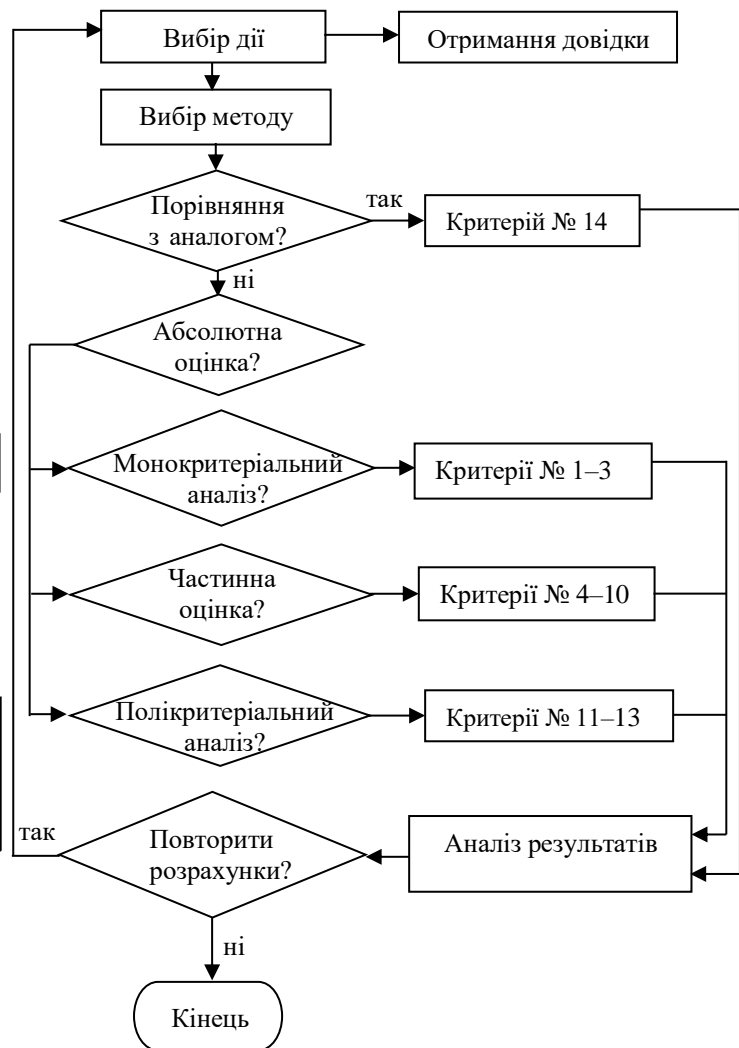 Вибір дії
Отримання довідки
Вибір методу
Порівняння
з аналогом?
так
Критерій № 14
ні
Абсолютна
оцінка?
Монокритеріальний
аналіз?
Критерії № 1–3
Частинна
оцінка?
Критерії № 4–10
Полікритеріальний
аналіз?
Критерії № 11–13
так
Повторити
розрахунки?
Аналіз результатів
ні
Кінець